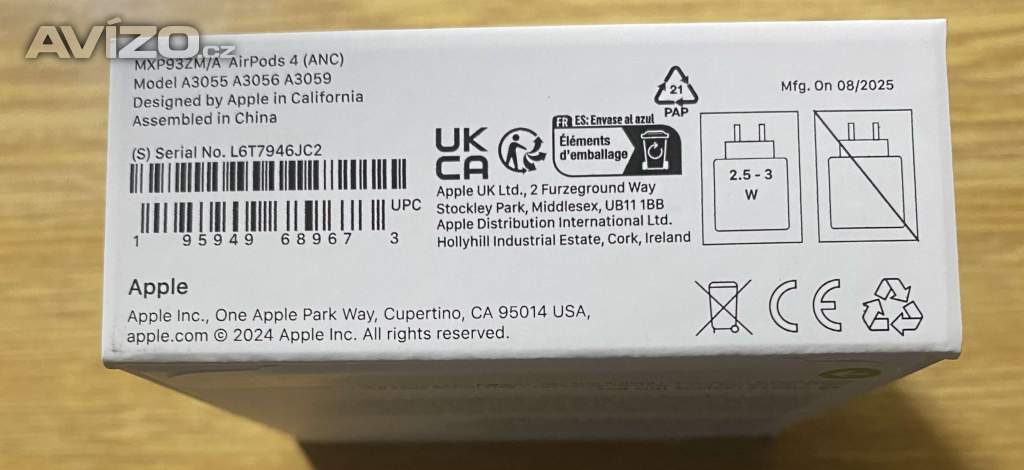 AVÍZO.cz
MXP93ZM/A AirPods 4 (ANC)
Model A3055 A3056 A3059
Designed by Apple in California
Assembled in China
(S) Serial No. L6T7946JC2
UPC
1 95949 68967 3
Apple
Apple Inc., One Apple Park Way, Cupertino, CA 95014 USA,
apple.com © 2024 Apple Inc. All rights reserved.
UK
CA
FR ES: Envase al azul
Éléments
d'emballage
Apple UK Ltd., 2 Furzeground Way
Stockley Park, Middlesex, UB11 1BB
Apple Distribution International Ltd.
Hollyhill Industrial Estate, Cork, Ireland
21
PAP
Mfg. On 08/2025
2.5 - 3
W
CE